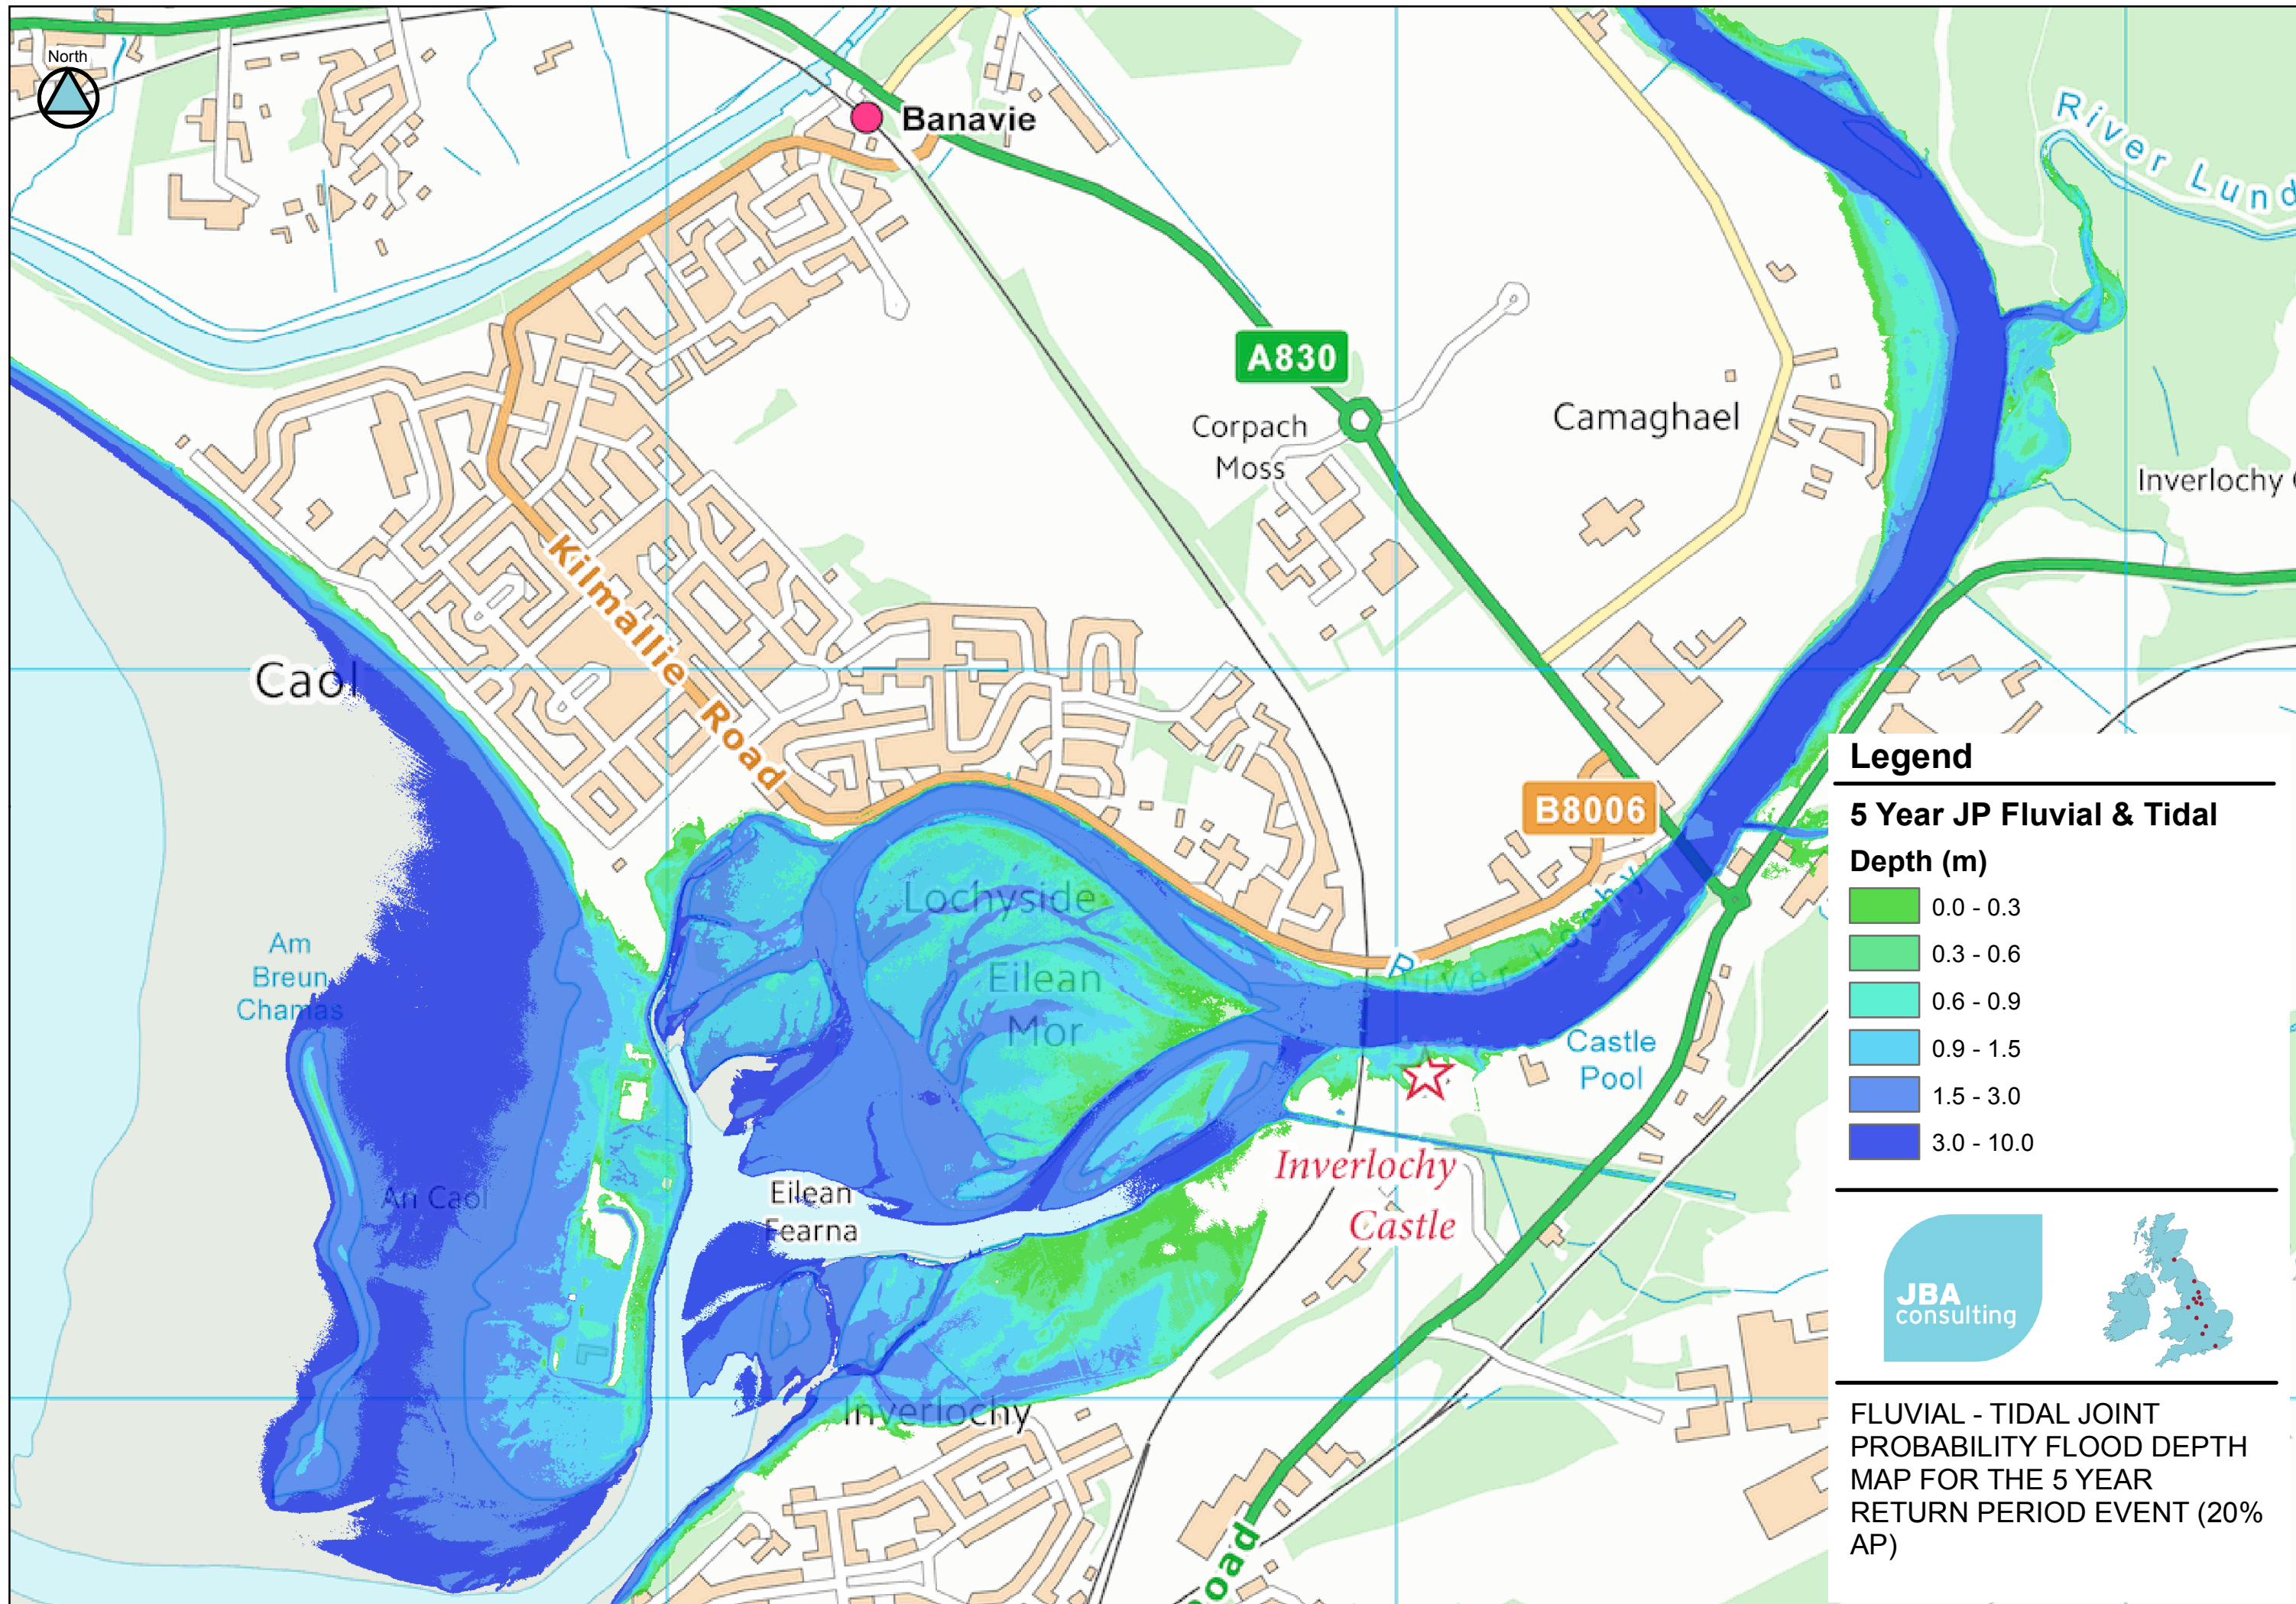 North
Banavie
River Lund
A830
Corpach
Moss
Camaghael
Inverlochy
Kilmallie Road
Caol
B8006
Lochyside
Eilean
Mor
River Lochy
Am
Breun
Chamas
Castle
Pool
An Caol
Eilean
Fearna
Inverlochy
Castle
Inverlochy
Road
Legend
5 Year JP Fluvial & Tidal
Depth (m)
0.0 - 0.3
0.3 - 0.6
0.6 - 0.9
0.9 - 1.5
1.5 - 3.0
3.0 - 10.0
JBA
consulting
FLUVIAL - TIDAL JOINT
PROBABILITY FLOOD DEPTH
MAP FOR THE 5 YEAR
RETURN PERIOD EVENT (20%
AP)